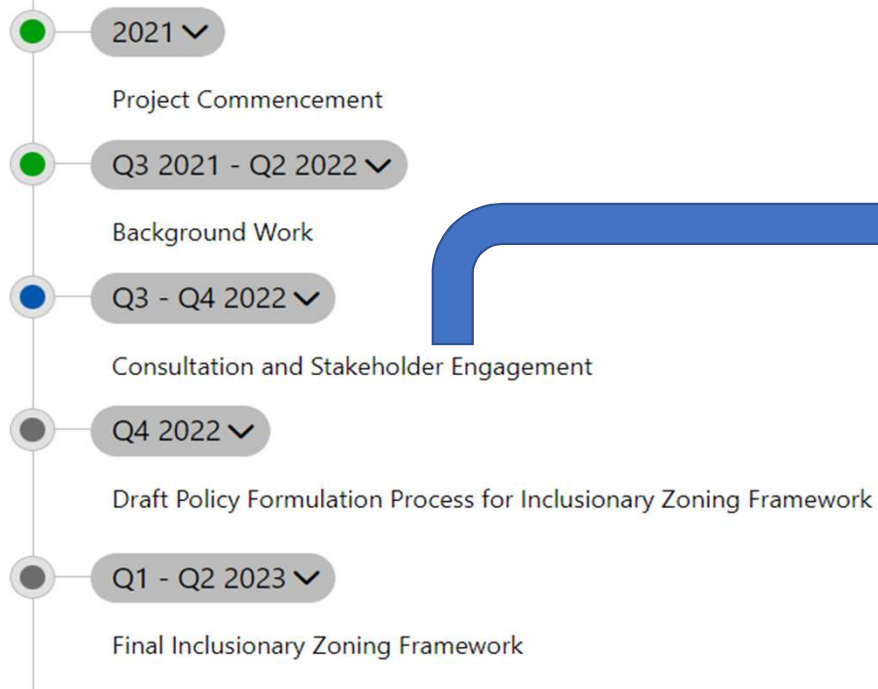 2021
Project Commencement
Q3 2021 - Q2 2022
Background Work
Q3 - Q4 2022
Consultation and Stakeholder Engagement
Q4 2022
Draft Policy Formulation Process for Inclusionary Zoning Framework
Q1 - Q2 2023
Final Inclusionary Zoning Framework